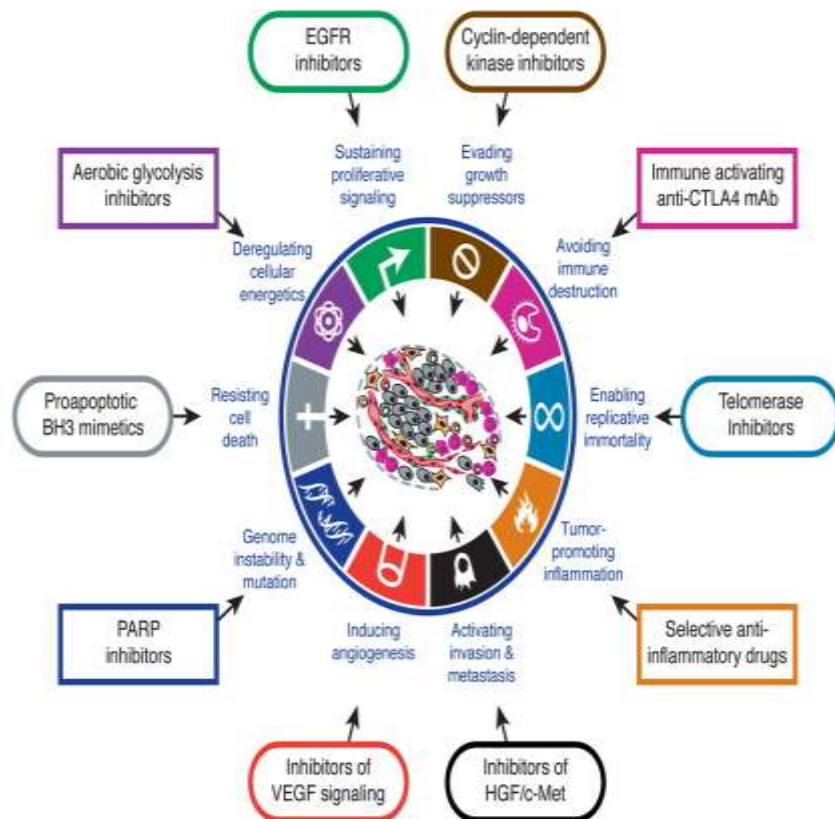 EGFR
inhibitors
Cyclin-dependent
kinase inhibitors
Aerobic glycolysis
inhibitors
Sustaining
proliferative
signaling
Evading
growth
suppressors
Immune activating
anti-CTLA4 mAb
Deregulating
cellular
energetics
Avoiding
immune
destruction
Proapoptotic
BH3 mimetics
Resisting
cell
death
Enabling
replicative
immortality
Telomerase
Inhibitors
Genome
instability &
mutation
Tumor-
promoting
inflammation
PARP
inhibitors
Inducing
angiogenesis
Activating
invasion &
metastasis
Selective anti-
inflammatory drugs
Inhibitors of
VEGF signaling
Inhibitors of
HGF/c-Met